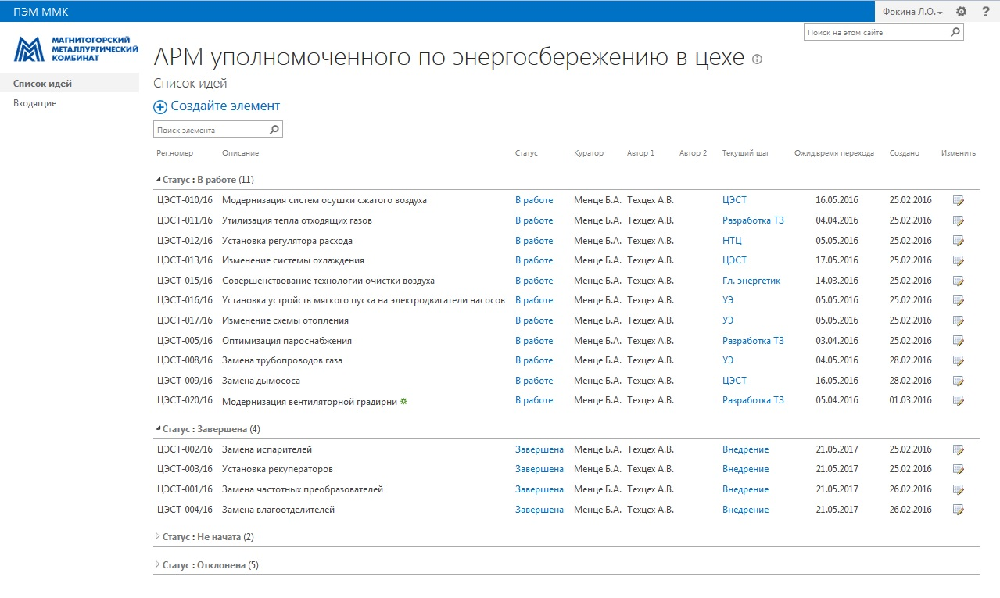 ПЭМ ММК
Фокина Л.О.
?
Поиск на этом сайте
МАГНИТОГОРСКИЙ
МЕТАЛЛУРГИЧЕСКИЙ
КОМБИНАТ
АРМ уполномоченного по энергосбережению в цехе
Список идей
Входящие
Список идей
Создайте элемент
Поиск элемента
Рег.номер Описание Статус Куратор Автор 1 Автор 2 Текущий шаг Ожид.время перехода Создано Изменить
Статус : В работе (11)
ЦЭСТ-010/16 Модернизация систем осушки сжатого воздуха В работе Менце Б.А. Техцех А.В. ЦЭСТ 16.05.2016 25.02.2016
ЦЭСТ-011/16 Утилизация тепла отходящих газов В работе Менце Б.А. Техцех А.В. Разработка ТЗ 04.04.2016 25.02.2016
ЦЭСТ-012/16 Установка регулятора расхода В работе Менце Б.А. Техцех А.В. НТЦ 05.05.2016 25.02.2016
ЦЭСТ-013/16 Изменение системы охлаждения В работе Менце Б.А. Техцех А.В. ЦЭСТ 17.05.2016 25.02.2016
ЦЭСТ-015/16 Совершенствование технологии очистки воздуха В работе Менце Б.А. Техцех А.В. Гл. энергетик 14.03.2016 25.02.2016
ЦЭСТ-016/16 Установка устройств мягкого пуска на электродвигатели насосов В работе Менце Б.А. Техцех А.В. УЭ 05.05.2016 25.02.2016
ЦЭСТ-017/16 Изменение схемы отопления В работе Менце Б.А. Техцех А.В. УЭ 05.05.2016 25.02.2016
ЦЭСТ-005/16 Оптимизация пароснабжения В работе Менце Б.А. Техцех А.В. Разработка ТЗ 03.04.2016 25.02.2016
ЦЭСТ-008/16 Замена трубопроводов газа В работе Менце Б.А. Техцех А.В. УЭ 04.05.2016 28.02.2016
ЦЭСТ-009/16 Замена дымососа В работе Менце Б.А. Техцех А.В. ЦЭСТ 16.05.2016 28.02.2016
ЦЭСТ-020/16 Модернизация вентиляторной градирни В работе Менце Б.А. Техцех А.В. Разработка ТЗ 05.04.2016 01.03.2016
Статус : Завершена (4)
ЦЭСТ-002/16 Замена испарителей Завершена Менце Б.А. Техцех А.В. Внедрение 21.05.2017 25.02.2016
ЦЭСТ-003/16 Установка рекуператоров Завершена Менце Б.А. Техцех А.В. Внедрение 21.05.2017 25.02.2016
ЦЭСТ-001/16 Замена частотных преобразователей Завершена Менце Б.А. Техцех А.В. Внедрение 21.05.2017 26.02.2016
ЦЭСТ-004/16 Замена влагоотделителей Завершена Менце Б.А. Техцех А.В. Внедрение 21.05.2017 26.02.2016
Статус : Не начата (2)
Статус : Отклонена (5)